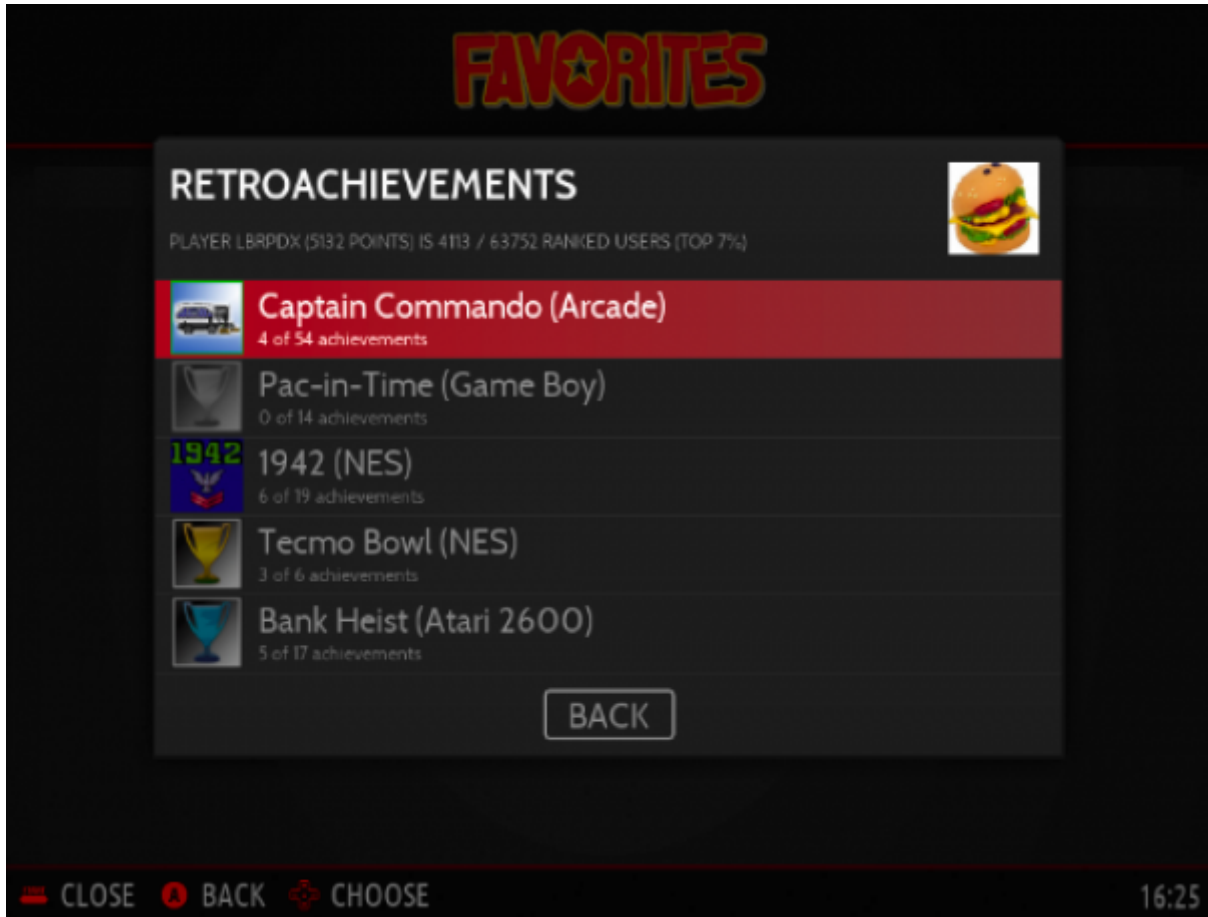 FAVORITES
RETROACHIEVEMENTS
PLAYER LBRPDX (5132 POINTS) IS 4113 / 63752 RANKED USERS (TOP 7%)
Captain Commando (Arcade)
4 of 54 achievements
Pac-in-Time (Game Boy)
0 of 14 achievements
1942
1942 (NES)
6 of 19 achievements
Tecmo Bowl (NES)
3 of 6 achievements
Bank Heist (Atari 2600)
5 of 17 achievements
BACK
CLOSE A BACK CHOOSE 16:25